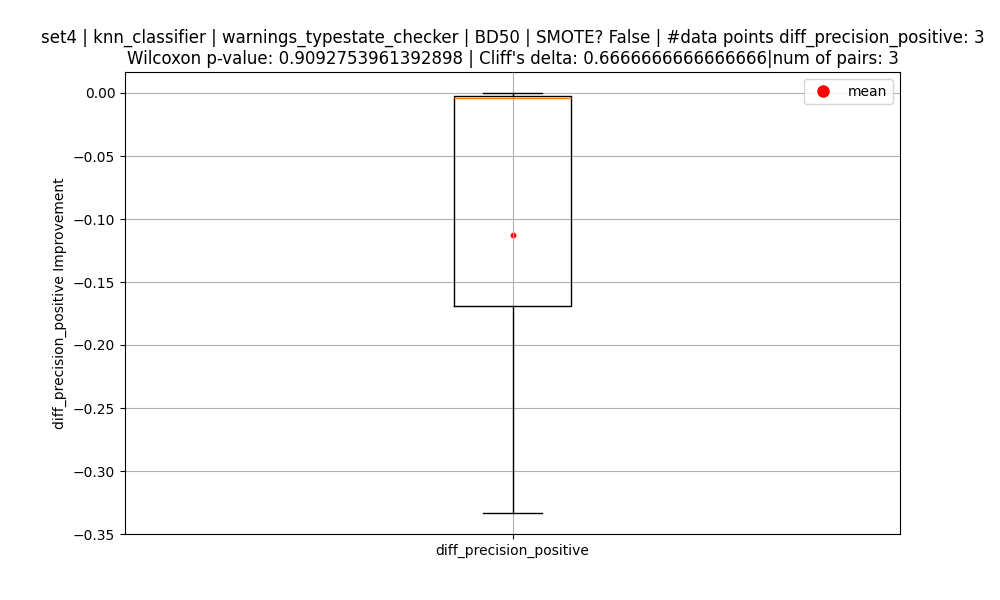 set4 | knn_classifier | warnings_typestate_checker | BD50 | SMOTE? False | #data points diff_precision_positive: 3
Wilcoxon p-value: 0.9092753961392898 | Cliff's delta: 0.6666666666666666|num of pairs: 3
mean
0.00
−0.05
−0.10
−0.15
−0.20
−0.25
−0.30
−0.35
diff_precision_positive Improvement
diff_precision_positive